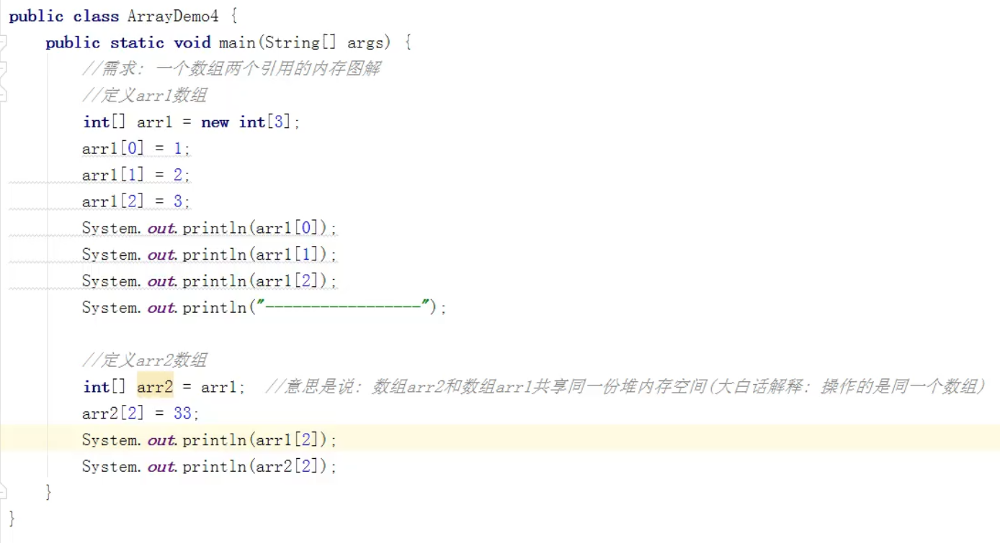 public class ArrayDemo4 {
    public static void main(String[] args) {
        //需求: 一个数组两个引用的内存图解
        //定义arr1数组
        int[] arr1 = new int[3];
        arr1[0] = 1;
        arr1[1] = 2;
        arr1[2] = 3;
        System.out.println(arr1[0]);
        System.out.println(arr1[1]);
        System.out.println(arr1[2]);
        System.out.println("-----------------");
        //定义arr2数组
        int[] arr2 = arr1;  //意思是说: 数组arr2和数组arr1共享同一份堆内存空间(大白话解释: 操作的是同一个数组)
        arr2[2] = 33;
        System.out.println(arr1[2]);
        System.out.println(arr2[2]);
    }
}